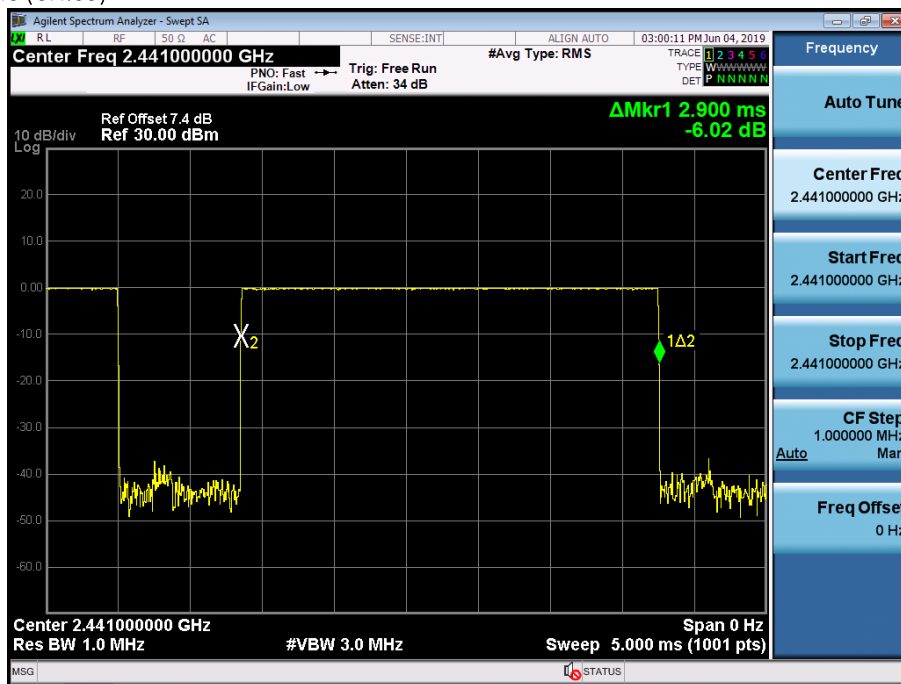 Agilent Spectrum Analyzer - Swept SA
RL RF 50 Ω AC SENSE:INT ALIGN AUTO 03:00:11 PM Jun 04, 2019
Center Freq 2.441000000 GHz
PNO: Fast
IFGain:Low
Trig: Free Run
Atten: 34 dB
#Avg Type: RMS
TRACE 1 2 3 4 5 6
TYPE WWWWWW
DET P N N N N N
Frequency
ΔMkr1 2.900 ms
-6.02 dB
Ref Offset 7.4 dB
10 dB/div Ref 30.00 dBm
Log
20.0
10.0
0.00
-10.0
-20.0
-30.0
-40.0
-50.0
-60.0
X2
1Δ2
Auto Tune
Center Freq
2.441000000 GHz
Start Freq
2.441000000 GHz
Stop Freq
2.441000000 GHz
CF Step
1.000000 MHz
Auto Man
Freq Offset
0 Hz
Center 2.441000000 GHz Span 0 Hz
Res BW 1.0 MHz #VBW 3.0 MHz Sweep 5.000 ms (1001 pts)
MSG STATUS